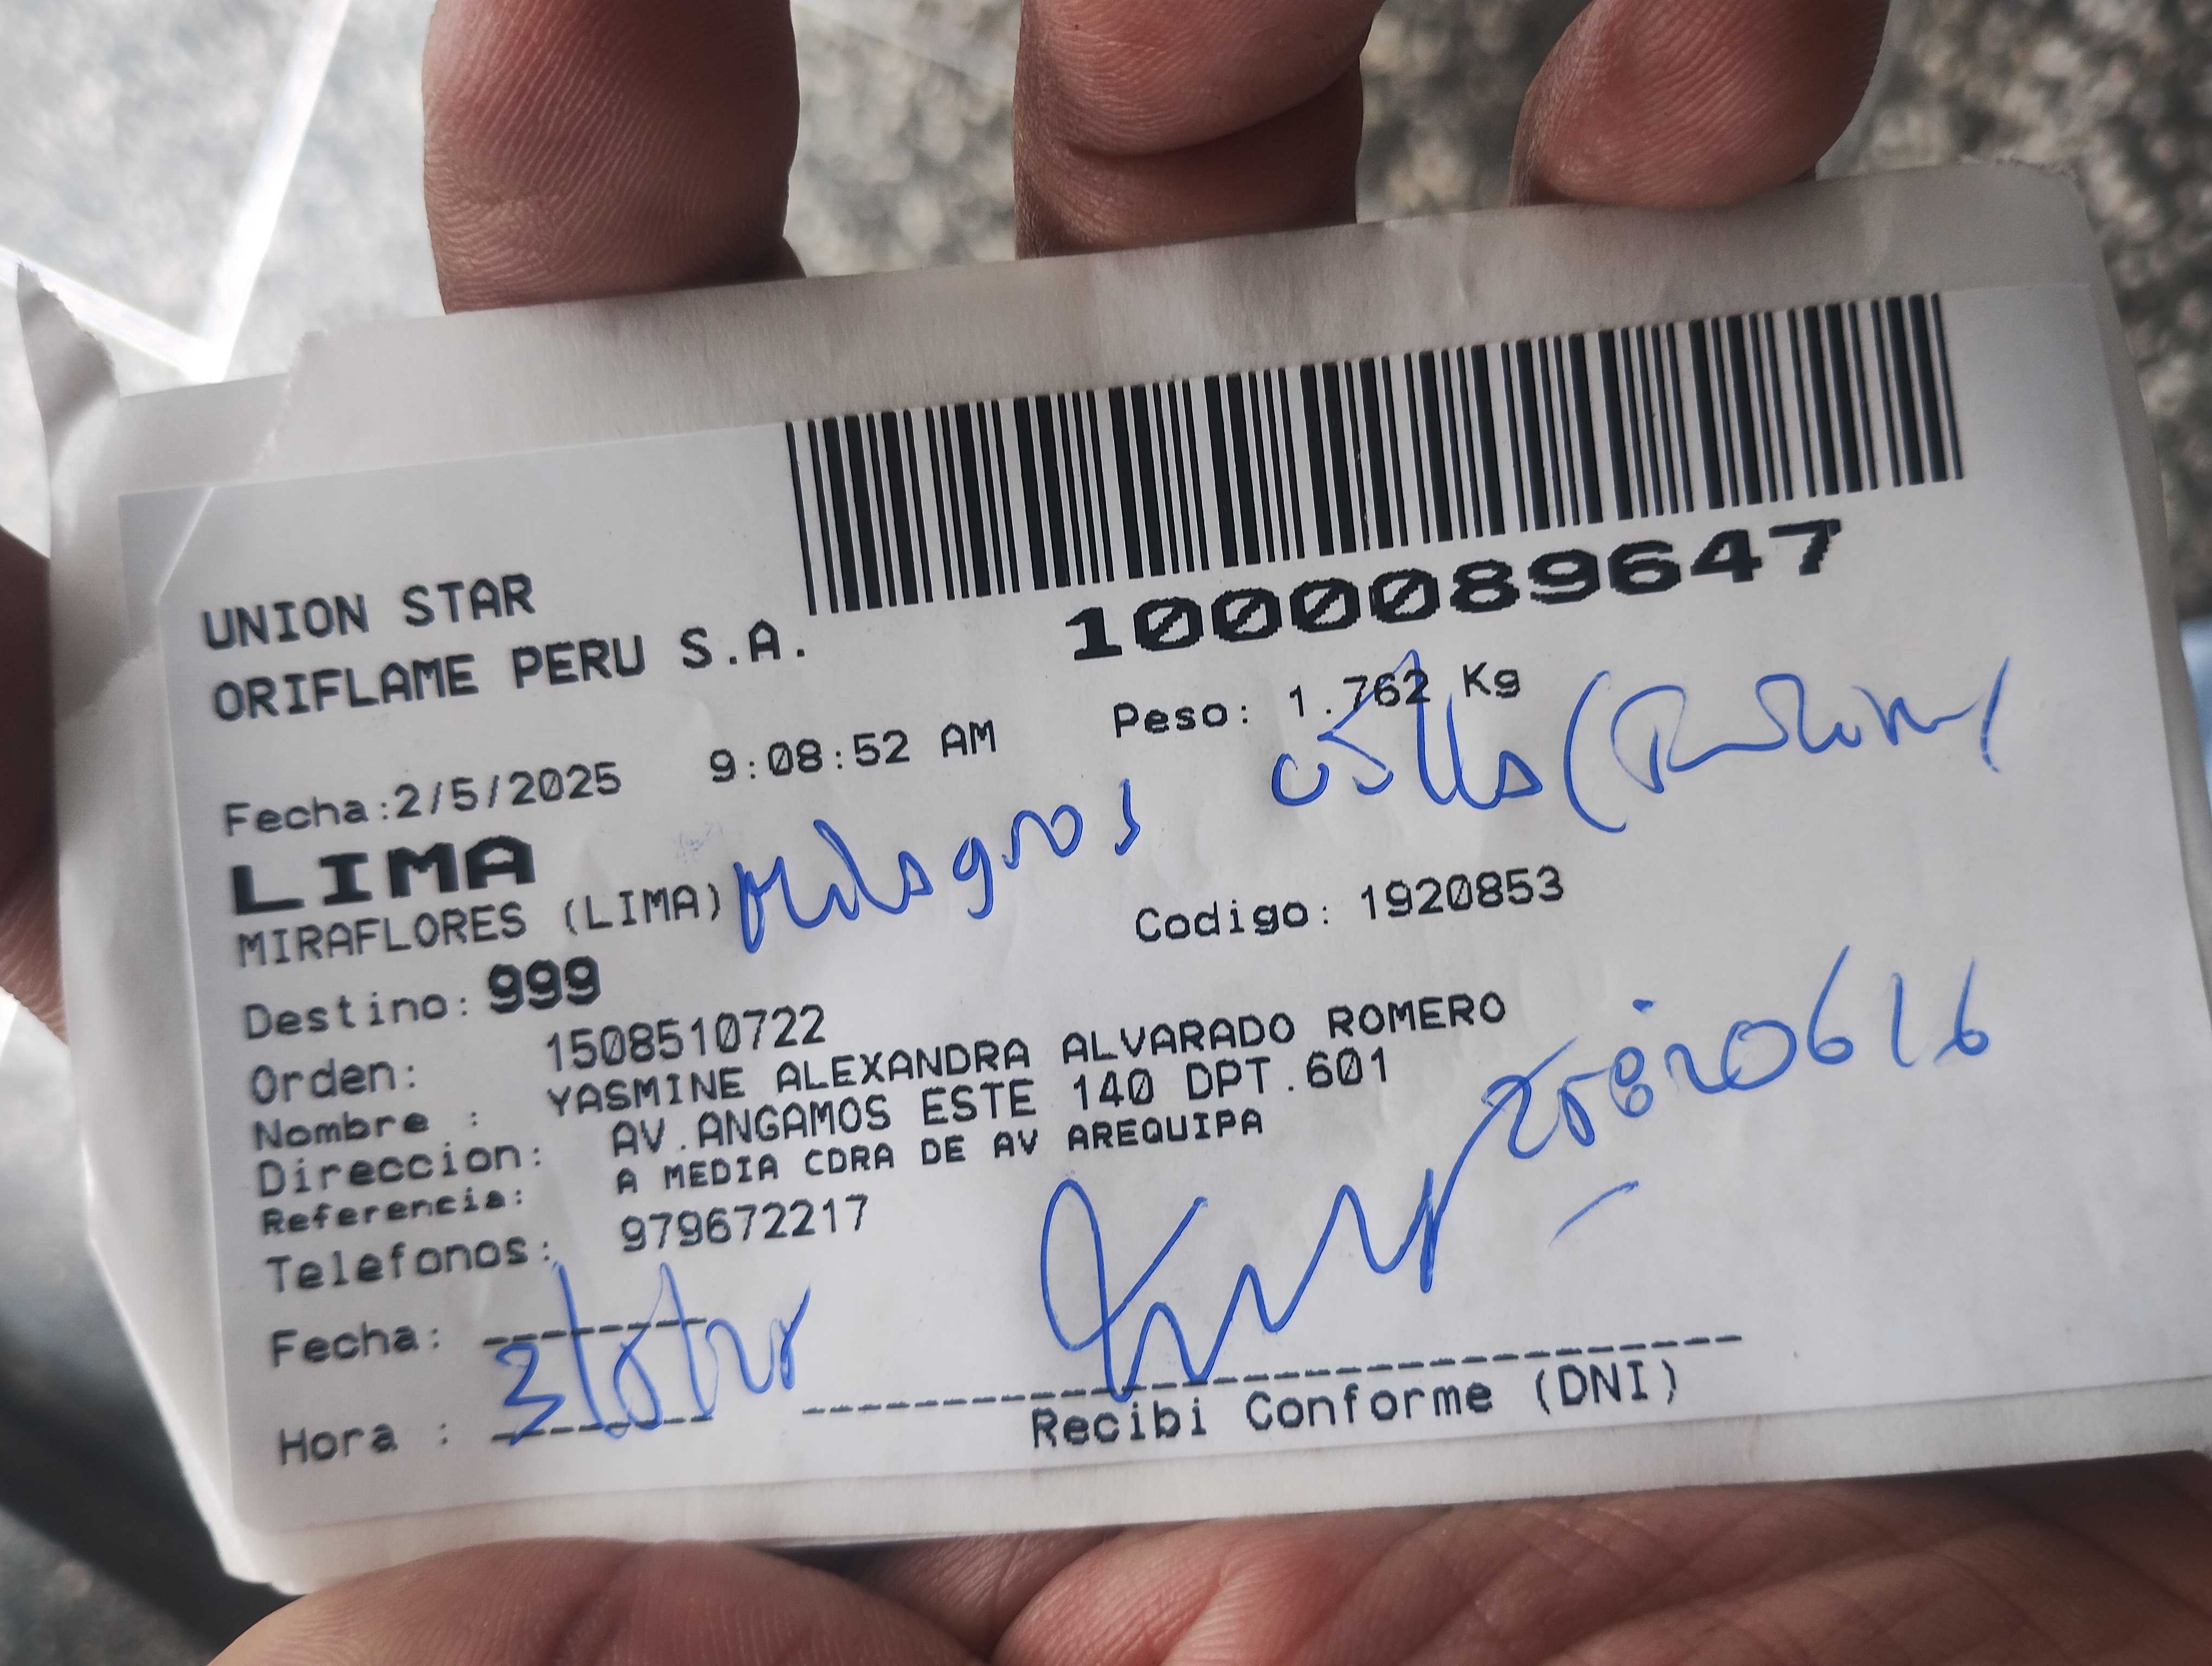 UNION STAR
ORIFLAME PERU S.A.
1000089647
Fecha:2/5/2025 9:08:52 AM Peso: 1.762 Kg
LIMA
MIRAFLORES (LIMA) Milagros
Destino: 999 Codigo: 1920853
Orden: 1508510722
Nombre : YASMINE ALEXANDRA ALVARADO ROMERO
Direccion: AV.ANGAMOS ESTE 140 DPT.601
Referencia: A MEDIA CDRA DE AV AREQUIPA
Telefonos: 979672217
Fecha:
Hora :
Recibi Conforme (DNI)